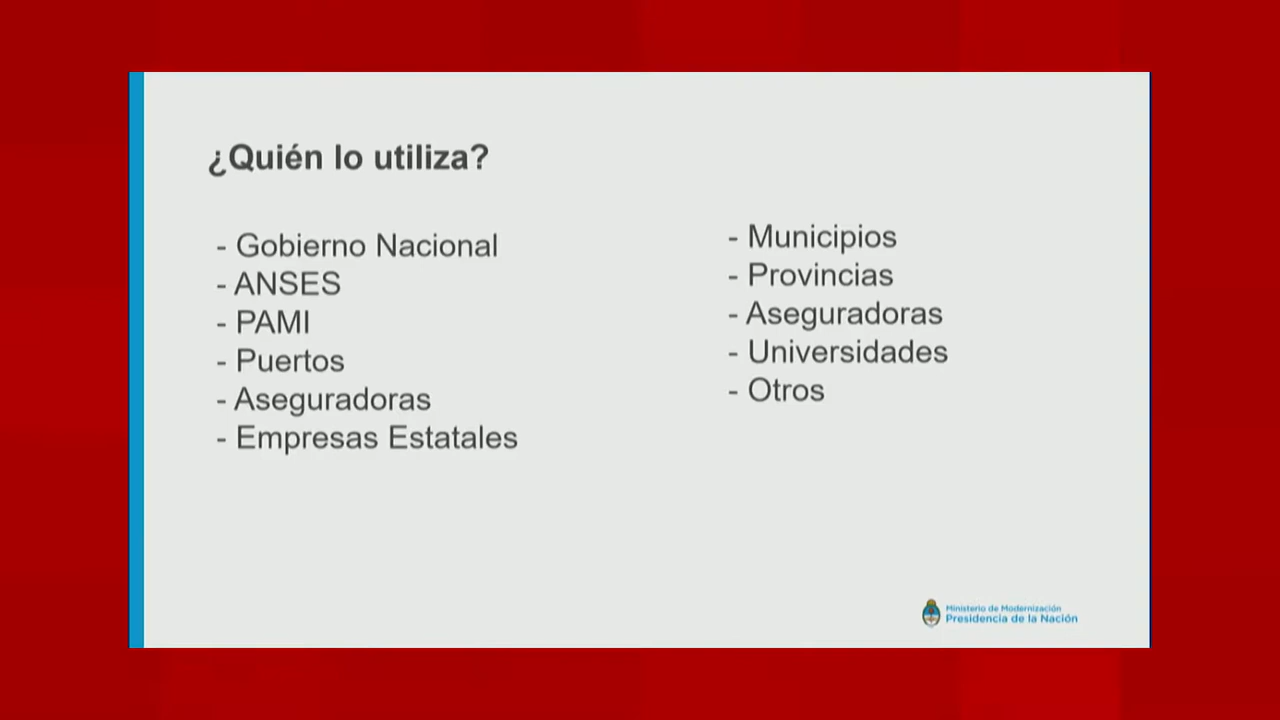 ¿Quién lo utiliza?
- Gobierno Nacional
- ANSES
- PAMI
- Puertos
- Aseguradoras
- Empresas Estatales
- Municipios
- Provincias
- Aseguradoras
- Universidades
- Otros
Ministerio de Modernización
Presidencia de la Nación